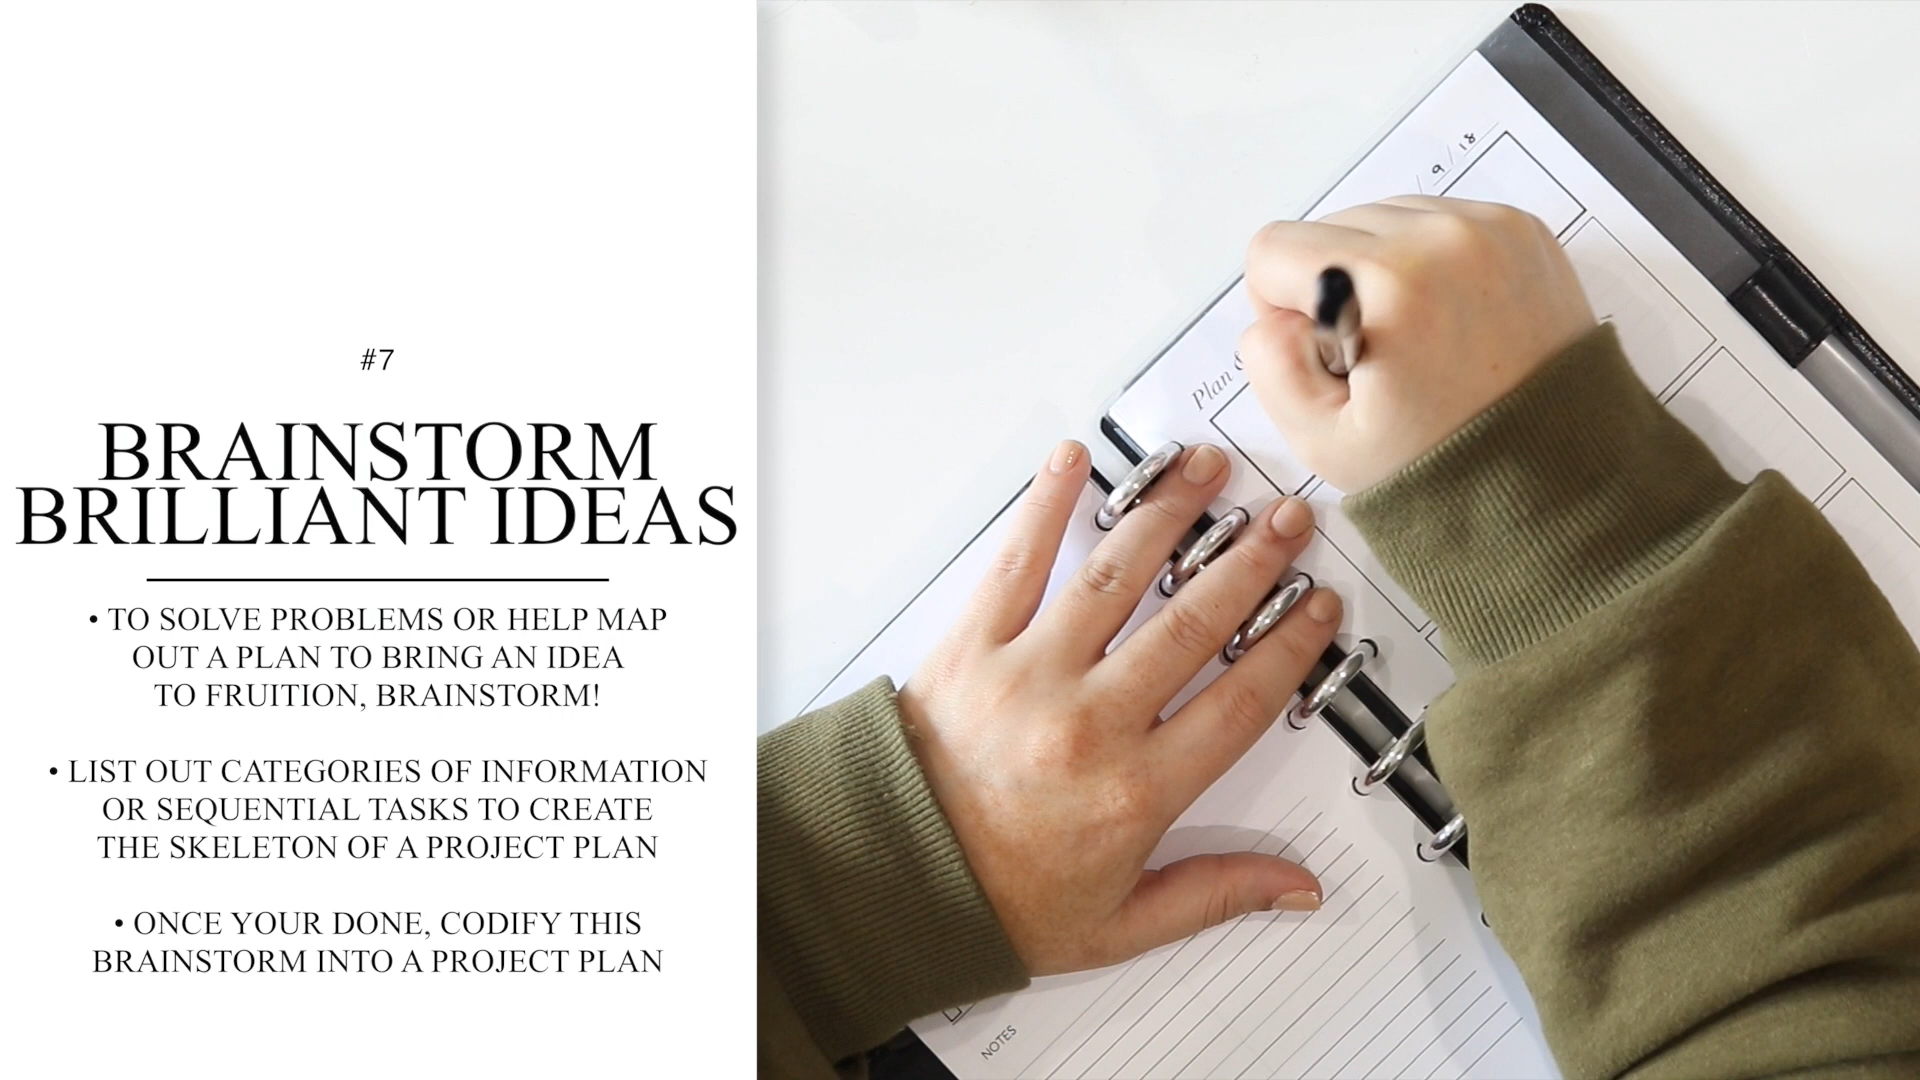 #7
BRAINSTORM
BRILLIANT IDEAS
• TO SOLVE PROBLEMS OR HELP MAP
OUT A PLAN TO BRING AN IDEA
TO FRUITION, BRAINSTORM!
• LIST OUT CATEGORIES OF INFORMATION
OR SEQUENTIAL TASKS TO CREATE
THE SKELETON OF A PROJECT PLAN
• ONCE YOUR DONE, CODIFY THIS
BRAINSTORM INTO A PROJECT PLAN
/ 9 / 18
Plan &
NOTES